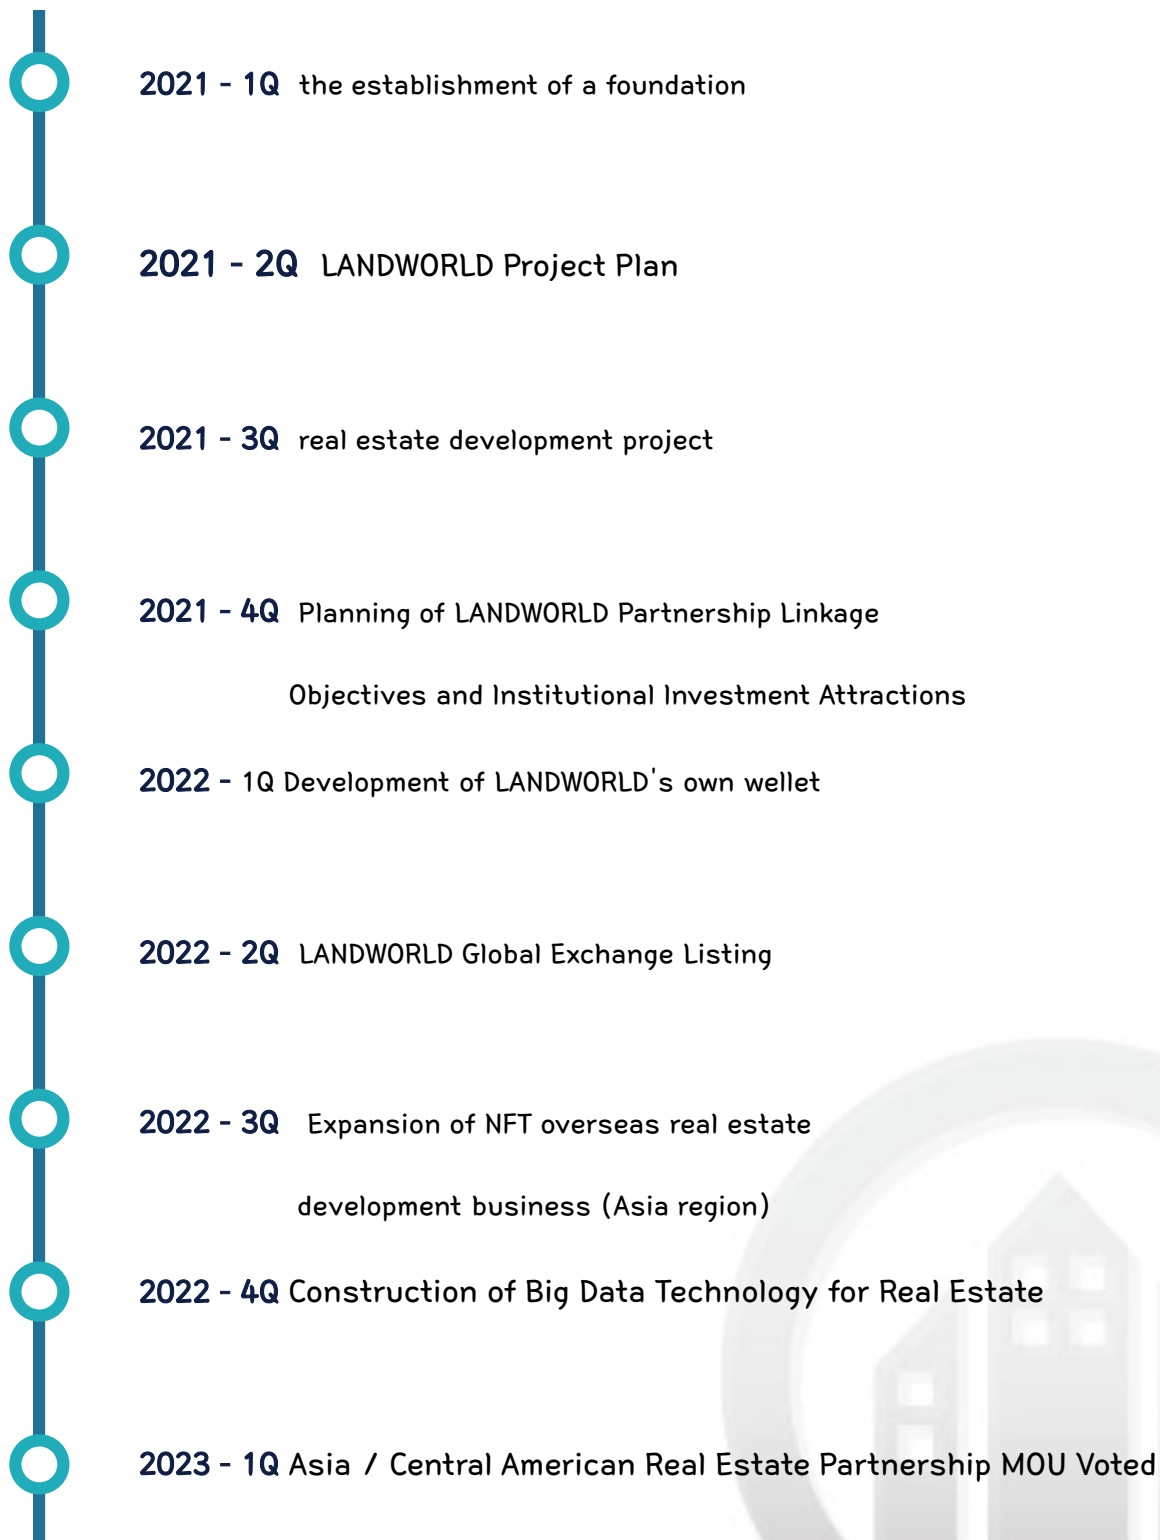 2021 - 1Q the establishment of a foundation
2021 - 2Q LANDWORLD Project Plan
2021 - 3Q real estate development project
2021 - 4Q Planning of LANDWORLD Partnership Linkage
Objectives and Institutional Investment Attractions
2022 - 1Q Development of LANDWORLD's own wellet
2022 - 2Q LANDWORLD Global Exchange Listing
2022 - 3Q Expansion of NFT overseas real estate
development business (Asia region)
2022 - 4Q Construction of Big Data Technology for Real Estate
2023 - 1Q Asia / Central American Real Estate Partnership MOU Voted